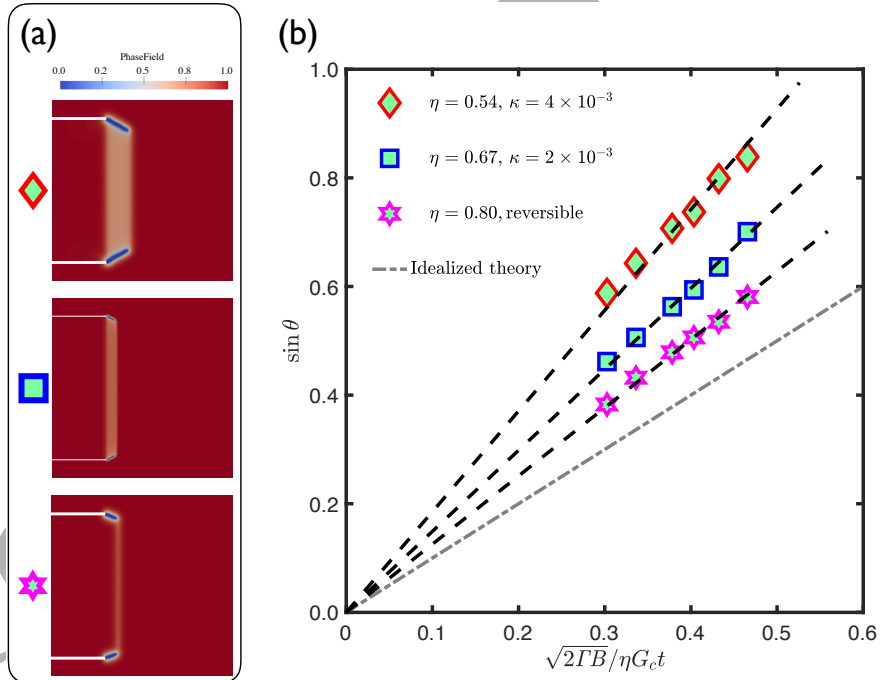 (a)
PhaseField
0.0 0.2 0.5 0.8 1.0
(b)
1.0
0.8
0.6
0.4
0.2
0.0
sin θ
η = 0.54, κ = 4 × 10⁻³
η = 0.67, κ = 2 × 10⁻³
η = 0.80, reversible
Idealized theory
0 0.1 0.2 0.3 0.4 0.5 0.6
√2ΓB/ηG_ct